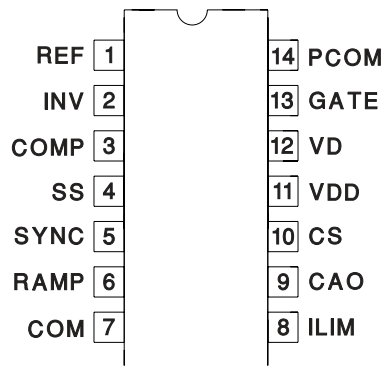 REF 1 14 PCOM
INV 2 13 GATE
COMP 3 12 VD
SS 4 11 VDD
SYNC 5 10 CS
RAMP 6 9 CAO
COM 7 8 ILIM